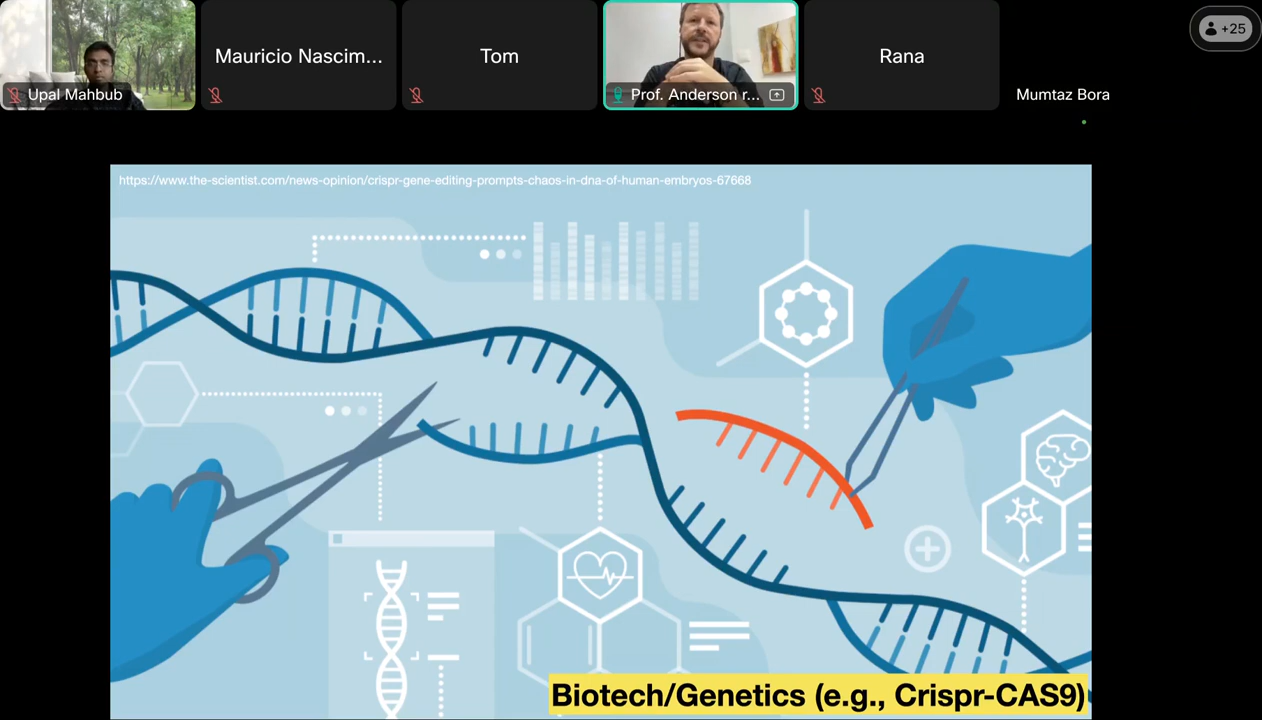 Upal Mahbub
Mauricio Nascim...
Tom
Prof. Anderson r...
Rana
Mumtaz Bora
+25
https://www.the-scientist.com/news-opinion/crispr-gene-editing-prompts-chaos-in-dna-of-human-embryos-67668
Biotech/Genetics (e.g., Crispr-CAS9)